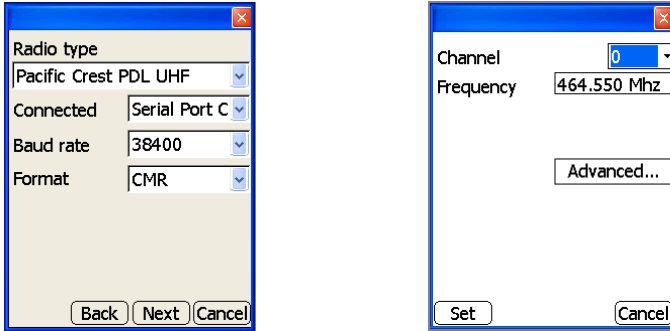 Radio type
Pacific Crest PDL UHF
Connected Serial Port C
Baud rate 38400
Format CMR
Back Next Cancel
Channel 0
Frequency 464.550 Mhz
Advanced...
Set Cancel